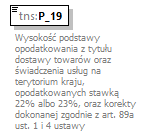 tns:P_19
Wysokość podstawy
opodatkowania z tytułu
dostawy towarów oraz
świadczenia usług na
terytorium kraju,
opodatkowanych stawką
22% albo 23%, oraz korekty
dokonanej zgodnie z art. 89a
ust. 1 i 4 ustawy